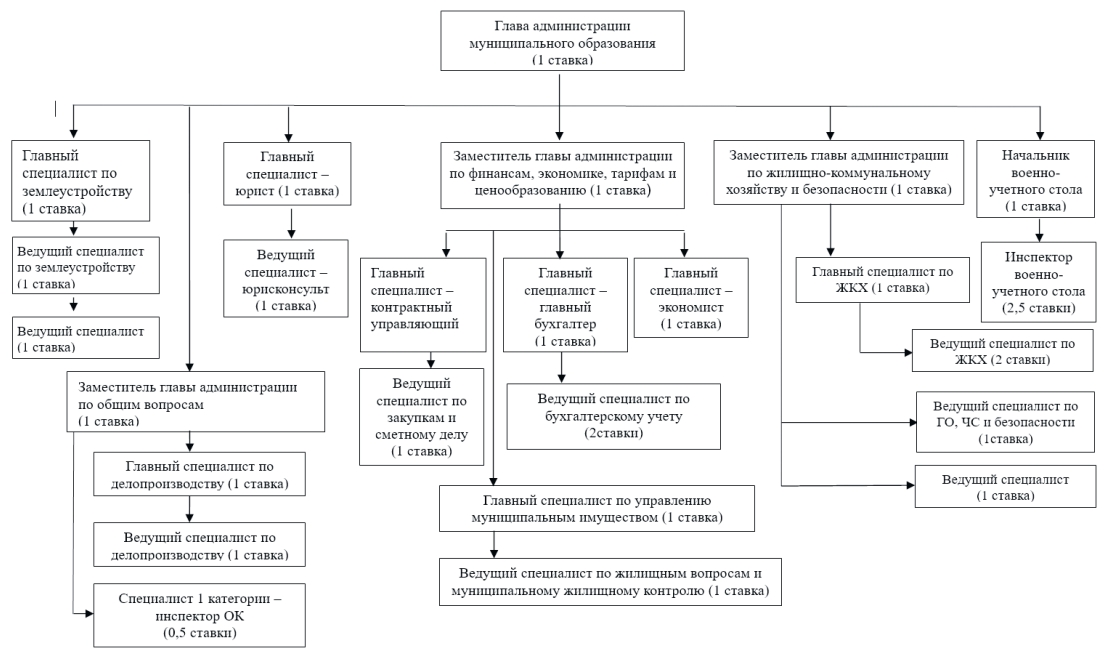 Глава администрации
муниципального образования
(1 ставка)
Главный
специалист по
землеустройству
(1 ставка)
Ведущий специалист
по землеустройству
(1 ставка)
Ведущий специалист
(1 ставка)
Заместитель главы администрации
по общим вопросам
(1 ставка)
Главный специалист по
делопроизводству (1 ставка)
Ведущий специалист по
делопроизводству (1 ставка)
Специалист 1 категории –
инспектор ОК
(0,5 ставки)
Главный
специалист –
юрист (1 ставка)
Ведущий
специалист –
юрисконсульт
(1 ставка)
Заместитель главы администрации
по финансам, экономике, тарифам и
ценообразованию (1 ставка)
Главный
специалист –
контрактный
управляющий
Ведущий
специалист по
закупкам и
сметному делу
(1 ставка)
Главный
специалист –
главный
бухгалтер
(1 ставка)
Ведущий специалист по
бухгалтерскому учету
(2ставки)
Главный
специалист –
экономист
(1 ставка)
Главный специалист по управлению
муниципальным имуществом (1 ставка)
Ведущий специалист по жилищным вопросам и
муниципальному жилищному контролю (1 ставка)
Заместитель главы администрации
по жилищно-коммунальному
хозяйству и безопасности (1 ставка)
Главный специалист по
ЖКХ (1 ставка)
Ведущий специалист по
ЖКХ (2 ставки)
Ведущий специалист по
ГО, ЧС и безопасности
(1ставка)
Ведущий специалист
(1 ставка)
Начальник
военно-
учетного стола
(1 ставка)
Инспектор
военно-
учетного стола
(2,5 ставки)